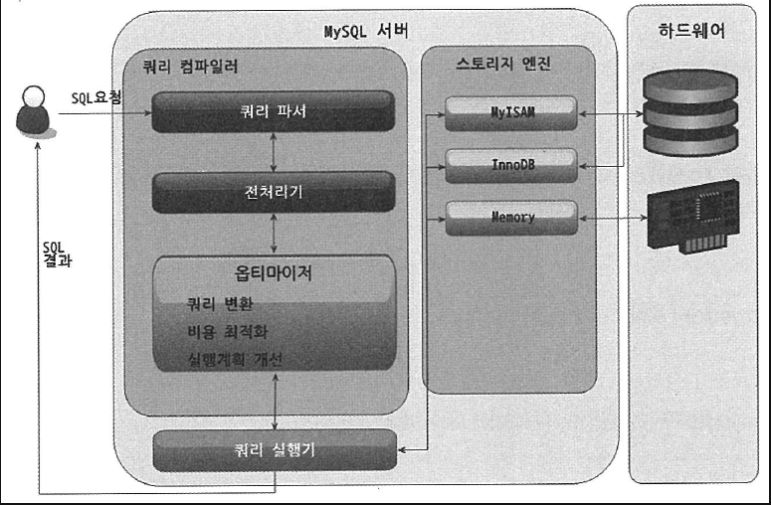 MySQL 서버
하드웨어
쿼리 컴파일러
스토리지 엔진
SQL요청
쿼리 파서
MyISAM
InnoDB
전처리기
Memory
SQL
결과
옵티마이저
쿼리 변환
비용 최적화
실행계획 개선
쿼리 실행기